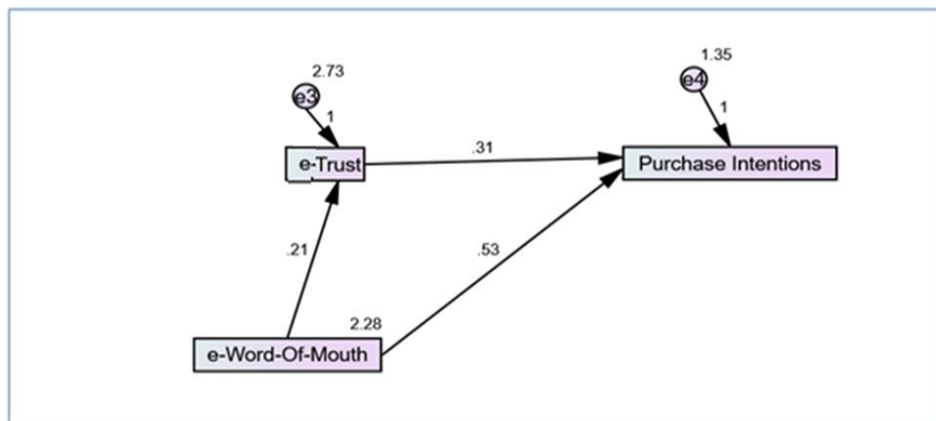 1.35
2.73
e4
e3
1
1
.31
e-Trust
Purchase Intentions
.21
.53
2.28
e-Word-Of-Mouth